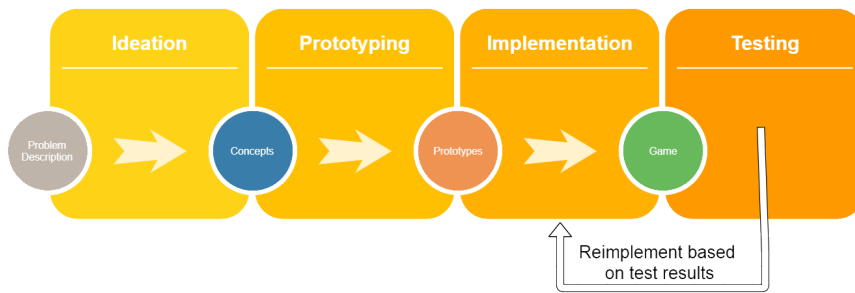 Ideation
Prototyping
Implementation
Testing
Problem
Description
Concepts
Prototypes
Game
Reimplement based
on test results